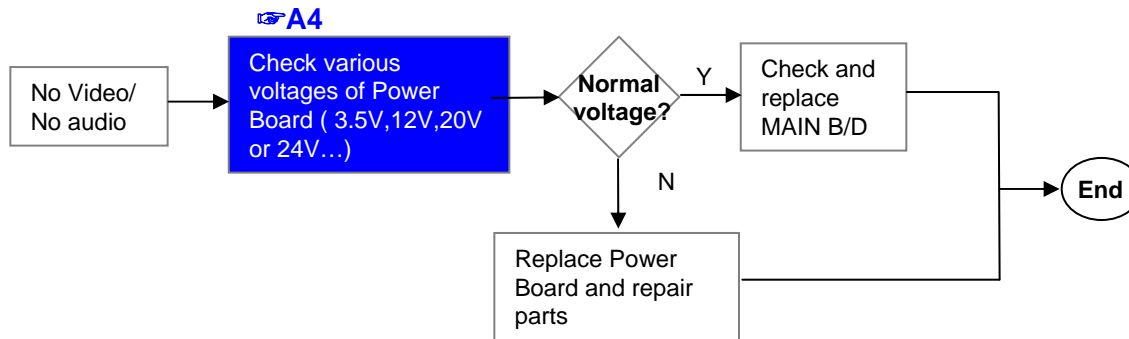 ☞A4
No Video/
No audio
Check various
voltages of Power
Board ( 3.5V,12V,20V
or 24V…)
Normal
voltage?
Y
Check and
replace
MAIN B/D
N
Replace Power
Board and repair
parts
End